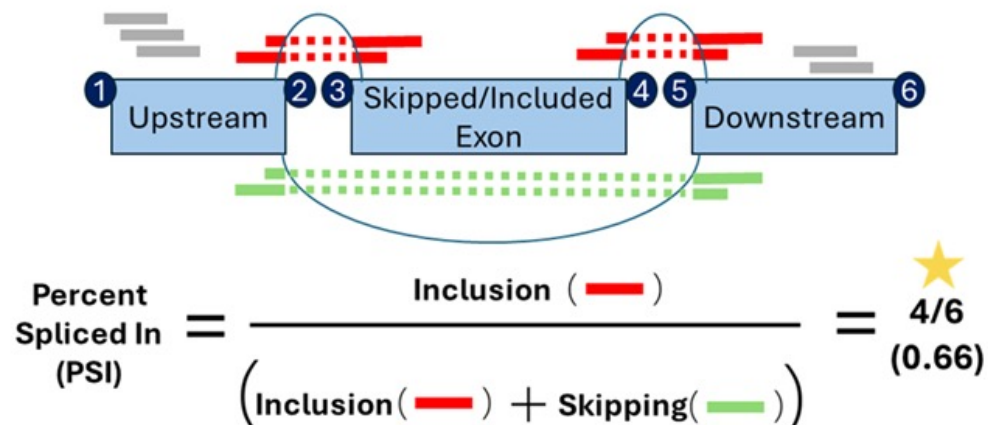 1 Upstream 2 3 Skipped/Included Exon 4 5 Downstream 6
Percent
Spliced In
(PSI)
=
Inclusion ( )
(Inclusion( ) + Skipping( ))
=
4/6
(0.66)